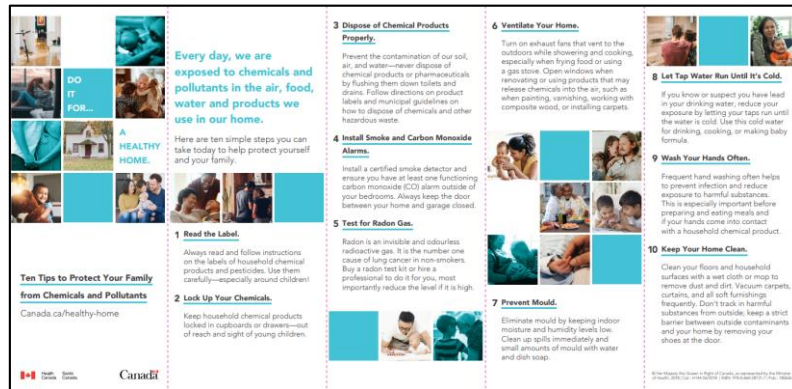 DO
IT
FOR...
A
HEALTHY
HOME.
Ten Tips to Protect Your Family
from Chemicals and Pollutants
Canada.ca/healthy-home
Health
Canada
Santé
Canada
Canada
Every day, we are
exposed to chemicals and
pollutants in the air, food,
water and products we
use in our home.
Here are ten simple steps you can
take today to help protect yourself
and your family.
1 Read the Label.
Always read and follow instructions
on the labels of household chemical
products and pesticides. Use them
carefully—especially around children!
2 Lock Up Your Chemicals.
Keep household chemical products
locked in cupboards or drawers—out
of reach and sight of young children.
3 Dispose of Chemical Products
Properly.
Prevent the contamination of our soil,
air, and water—never dispose of
chemical products or pharmaceuticals
by flushing them down toilets and
drains. Follow directions on product
labels and municipal guidelines on
how to dispose of chemicals and other
hazardous waste.
4 Install Smoke and Carbon Monoxide
Alarms.
Install a certified smoke detector and
ensure you have at least one functioning
carbon monoxide (CO) alarm outside of
your bedrooms. Always keep the door
between your home and garage closed.
5 Test for Radon Gas.
Radon is an invisible and odourless
radioactive gas. It is the number one
cause of lung cancer in non-smokers.
Buy a radon test kit or hire a
professional to do it for you, most
importantly reduce the level if it is high.
6 Ventilate Your Home.
Turn on exhaust fans that vent to the
outdoors while showering and cooking,
especially when frying food or using
a gas stove. Open windows when
renovating or using products that may
release chemicals into the air, such as
when painting, varnishing, working with
composite wood, or installing carpets.
7 Prevent Mould.
Eliminate mould by keeping indoor
moisture and humidity levels low.
Clean up spills immediately and
small amounts of mould with water
and dish soap.
8 Let Tap Water Run Until It's Cold.
If you know or suspect you have lead
in your drinking water, reduce your
exposure by letting your taps run until
the water is cold. Use this cold water
for drinking, cooking, or making baby
formula.
9 Wash Your Hands Often.
Frequent hand washing often helps
to prevent infection and reduce
exposure to harmful substances.
This is especially important before
preparing and eating meals and
if your hands come into contact
with a household chemical product.
10 Keep Your Home Clean.
Clean your floors and household
surfaces with a wet cloth or mop to
remove dust and dirt. Vacuum carpets,
curtains, and all soft furnishings
frequently. Don't track in harmful
substances from outside; keep a strict
barrier between outside contaminants
and your home by removing your
shoes at the door.